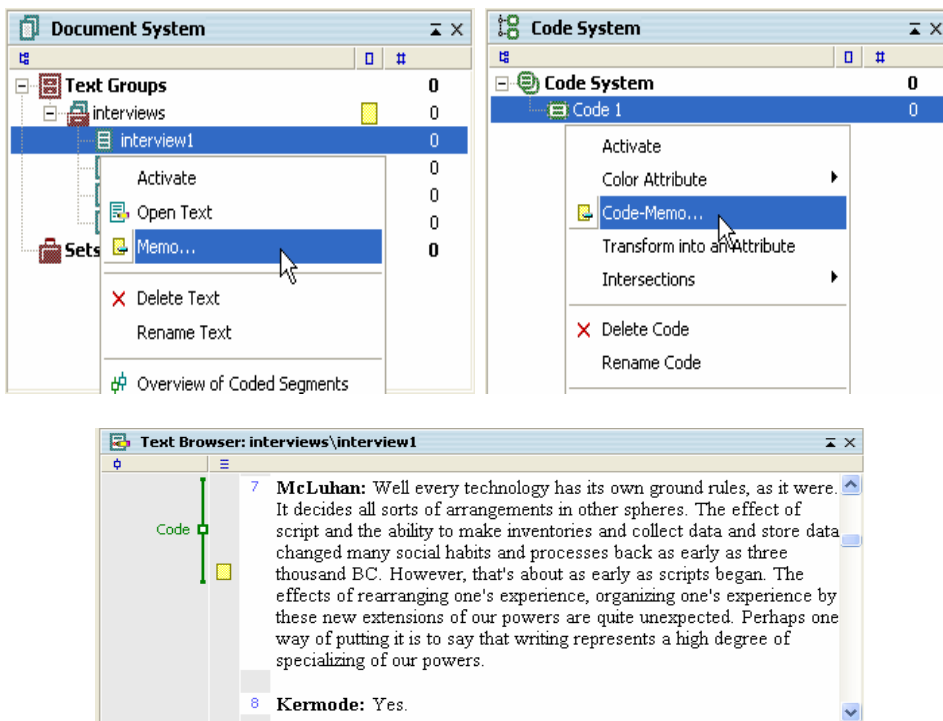 Document System
#
Text Groups 0
interviews 0
interview1 0
Activate 0
Open Text 0
0
Sets 0
Memo...
Delete Text
Rename Text
Overview of Coded Segments
Code System
#
Code System 0
Code 1 0
Activate
Color Attribute
Code-Memo...
Transform into an Attribute
Intersections
Delete Code
Rename Code
Text Browser: interviews\interview1
Code
7 McLuhan: Well every technology has its own ground rules, as it were.
It decides all sorts of arrangements in other spheres. The effect of
script and the ability to make inventories and collect data and store data
changed many social habits and processes back as early as three
thousand BC. However, that's about as early as scripts began. The
effects of rearranging one's experience, organizing one's experience by
these new extensions of our powers are quite unexpected. Perhaps one
way of putting it is to say that writing represents a high degree of
specializing of our powers.
8 Kermode: Yes.